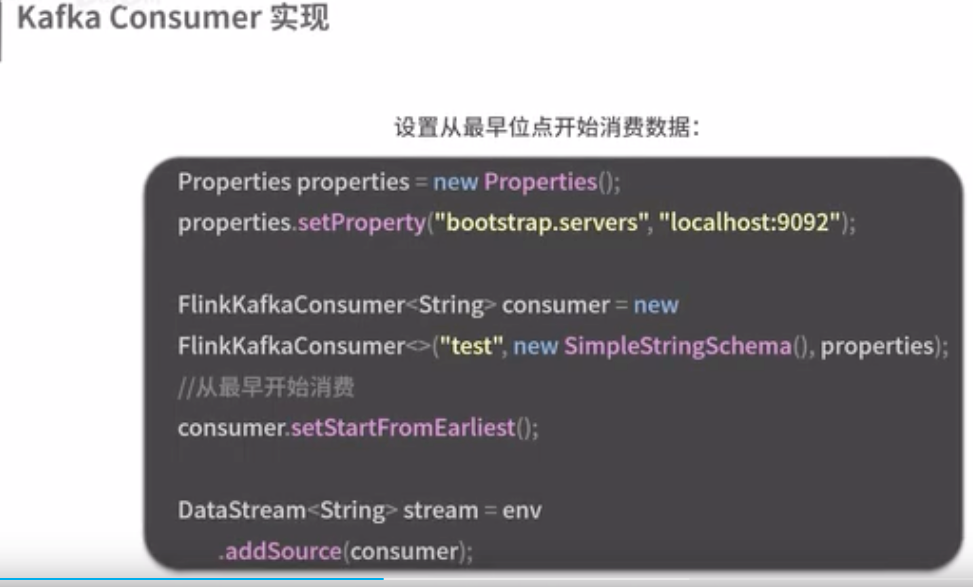 Kafka Consumer 实现
设置从最早位点开始消费数据：
Properties properties = new Properties();
properties.setProperty("bootstrap.servers", "localhost:9092");
FlinkKafkaConsumer<String> consumer = new
FlinkKafkaConsumer<>("test", new SimpleStringSchema(), properties);
//从最早开始消费
consumer.setStartFromEarliest();
DataStream<String> stream = env
.addSource(consumer);